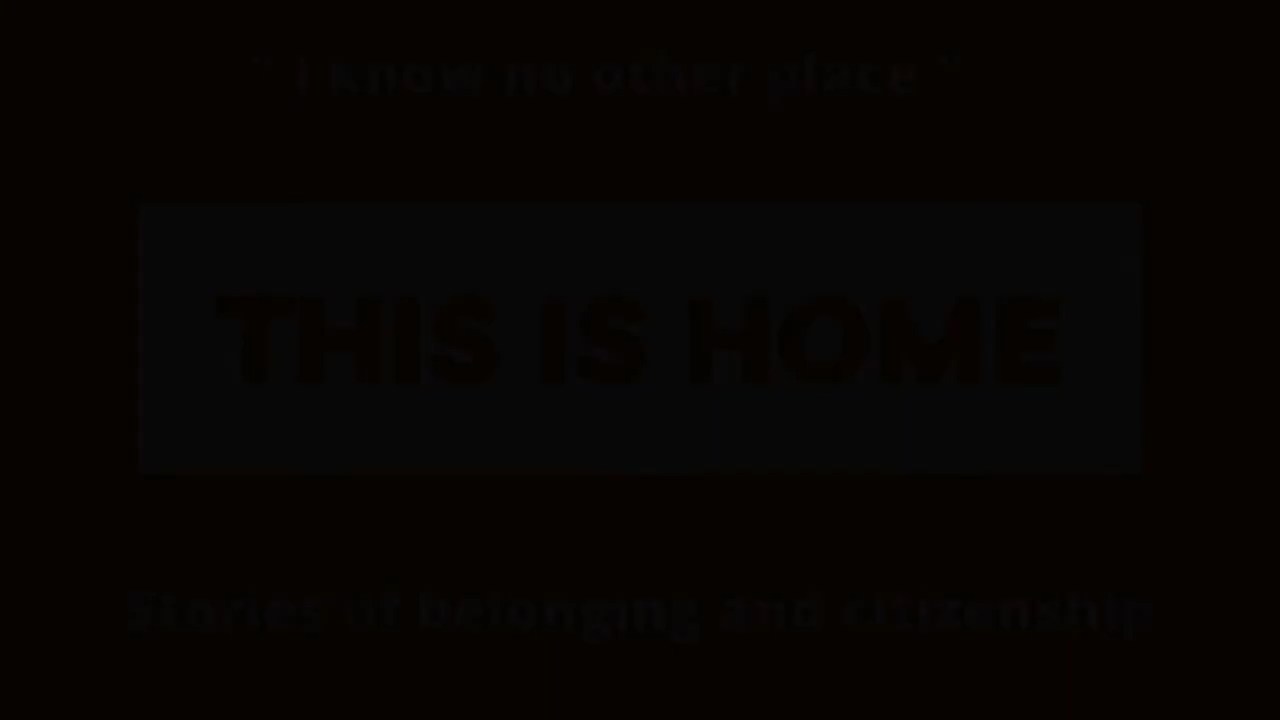 " I know no other place "
THIS IS HOME
Stories of belonging and citizenship